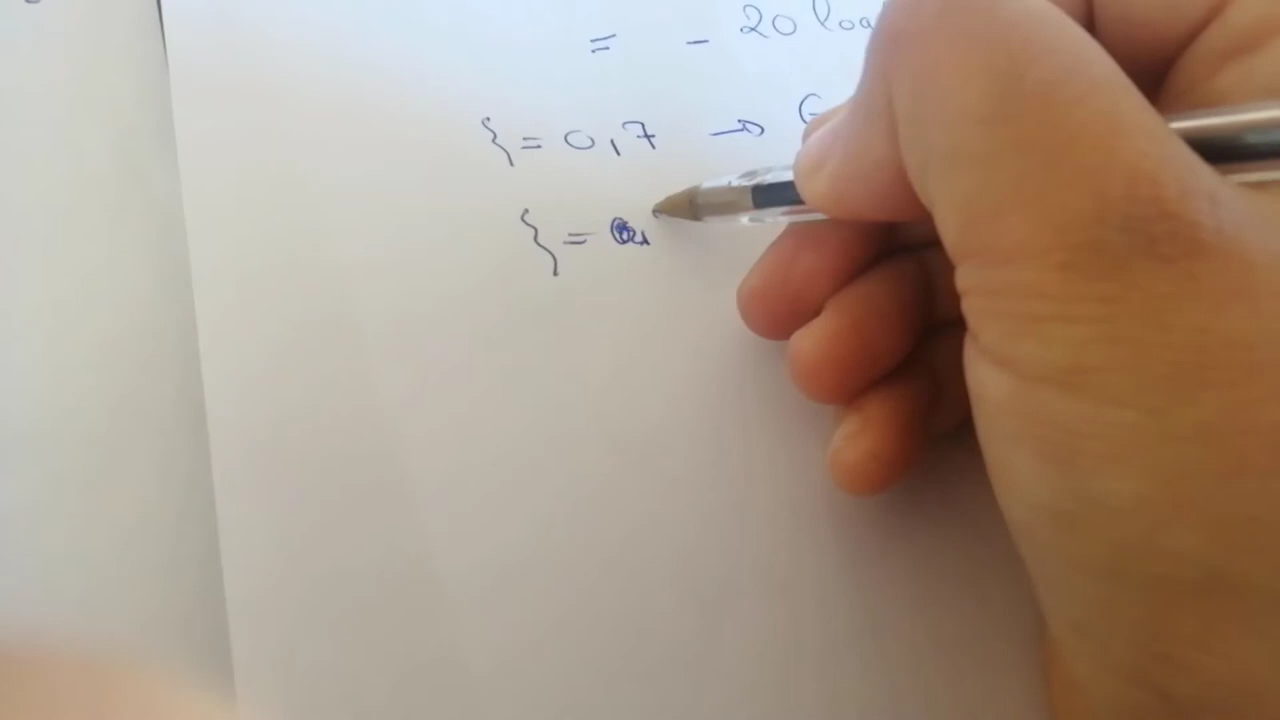 = - 20 log
ξ = 0,7 → G
ξ =